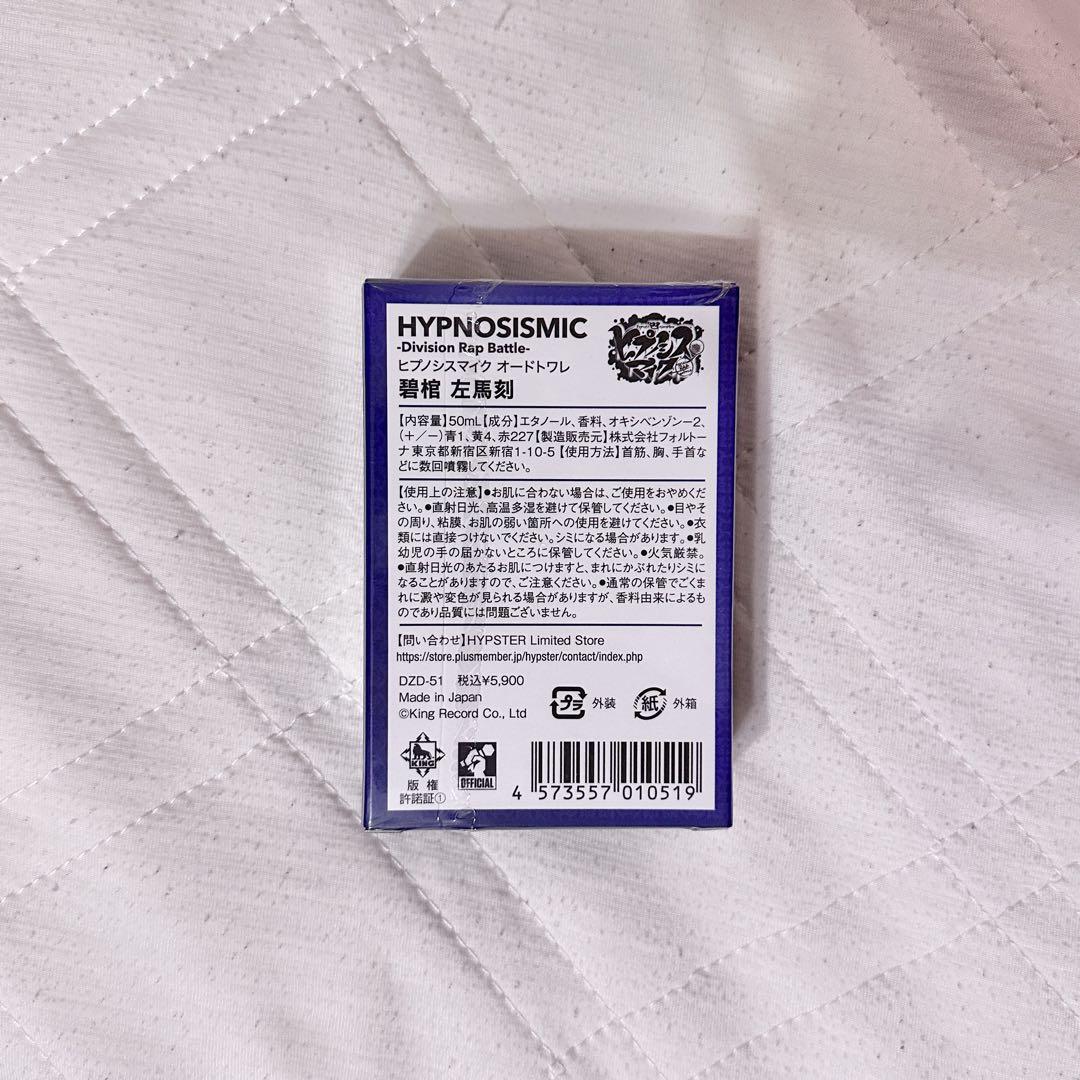 HYPNOSISMIC
-Division Rap Battle-
ヒプノシスマイク オードトワレ
碧棺 左馬刻
ヒプノシス
マイク
【内容量】50mL【成分】エタノール、香料、オキシベンゾン−2、
(+/−)青1、黄4、赤227【製造販売元】株式会社フォルトー
ナ東京都新宿区新宿1-10-5【使用方法】首筋、胸、手首な
どに数回噴霧してください。
【使用上の注意】●お肌に合わない場合は、ご使用をおやめくだ
さい。●直射日光、高温多湿を避けて保管してください。●目やそ
の周り、粘膜、お肌の弱い箇所への使用を避けてください。●衣
類には直接つけないでください。シミになる場合があります。●乳
幼児の手の届かないところに保管してください。●火気厳禁。
●直射日光のあたるお肌につけますと、まれにかぶれたりシミに
なることがありますので、ご注意ください。●通常の保管でごくま
れに澱や変色が見られる場合がありますが、香料由来によるも
のであり品質には問題ございません。
【問い合わせ】HYPSTER Limited Store
https://store.plusmember.jp/hypster/contact/index.php
DZD-51 税込¥5,900
Made in Japan
©King Record Co., Ltd
プラ 外装
紙 外箱
KING
版権
許諾証①
OFFICIAL
4 573557 010519